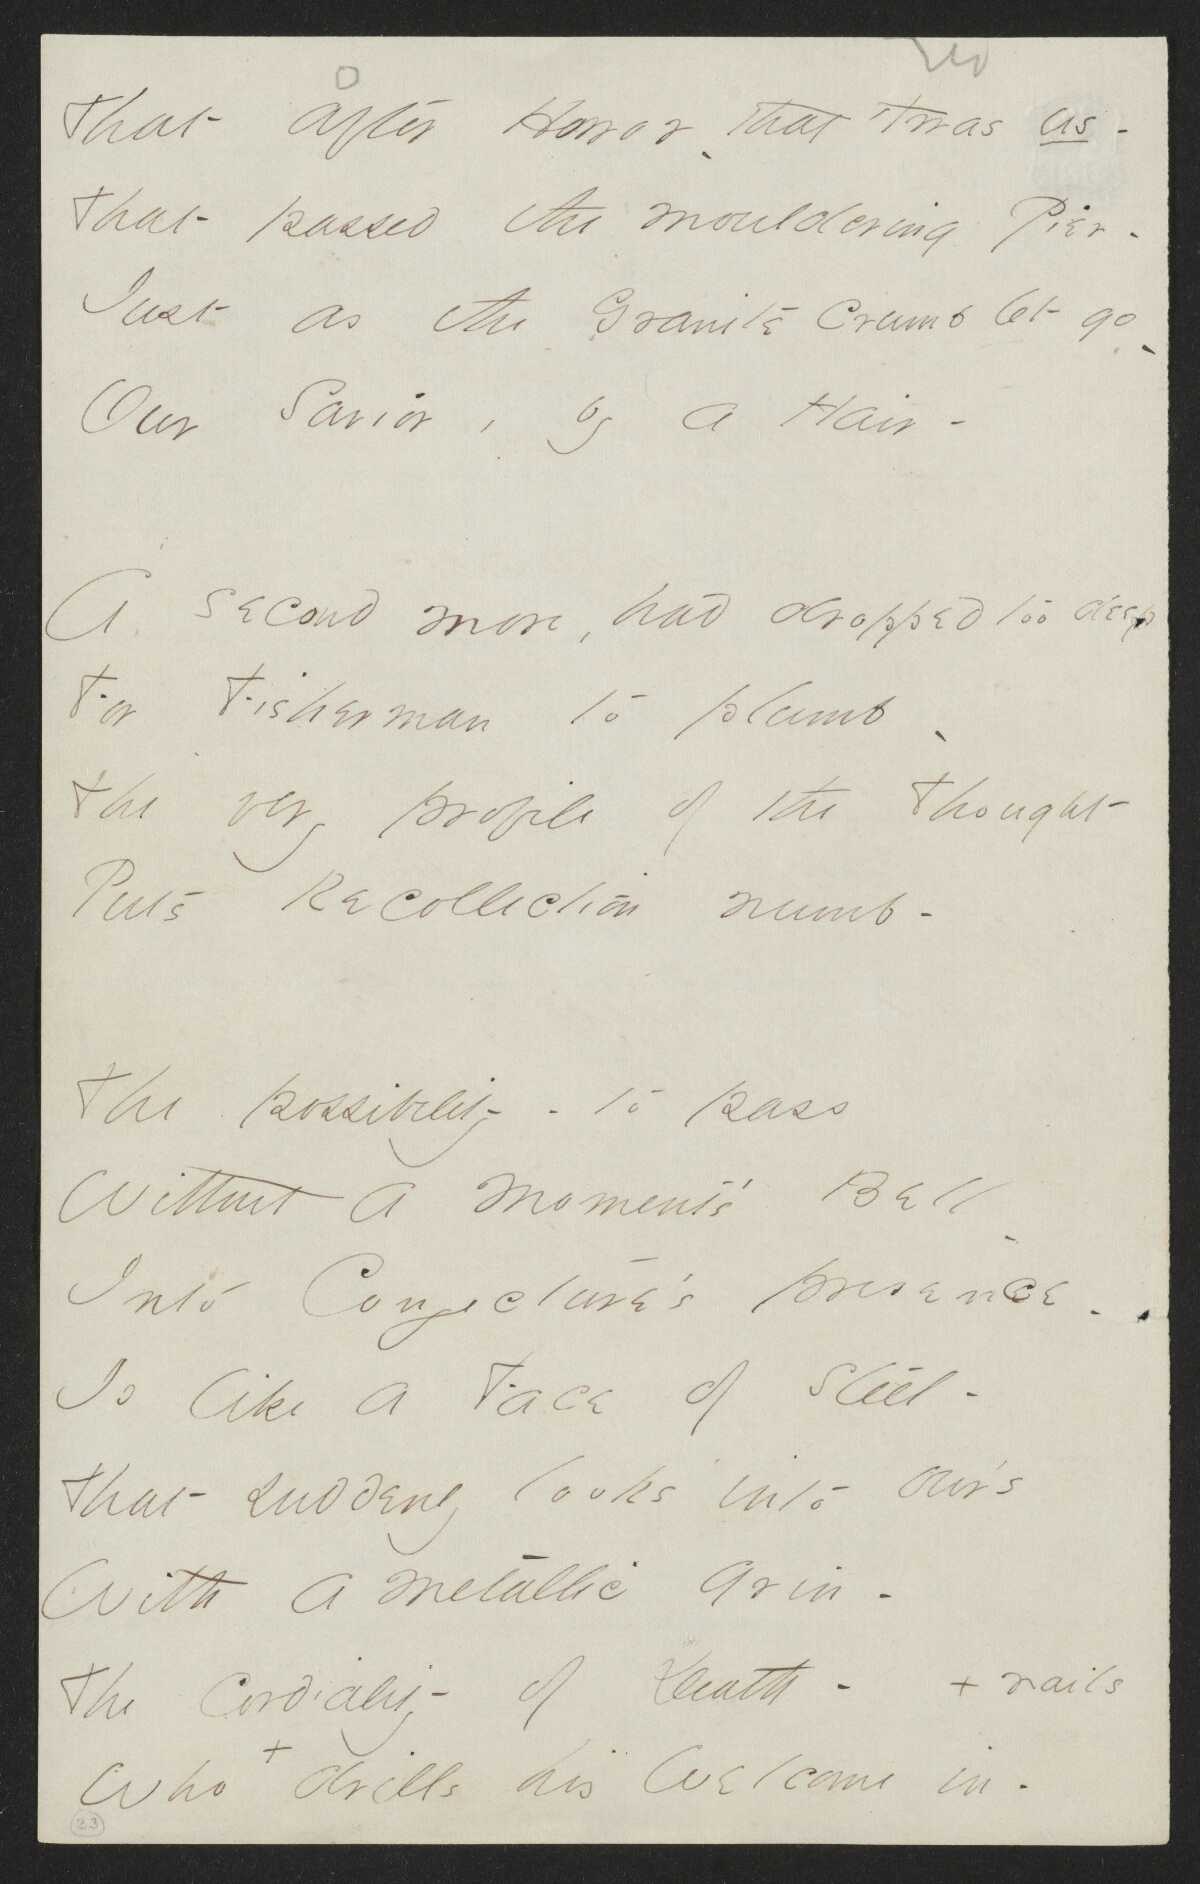 That after Horror - that 'twas us -
That passed the mouldering Pier -
Just as the Granite Crumb let go -
Our Savior, by a Hair -
A second more, had dropped too deep
For Fisherman to plumb -
The very profile of the Thought
Puts Recollection numb -
The possibility - to pass
Without a Moment's Bell -
Into Conjecture's presence -
Is like a Face of Steel -
That suddenly looks into our's
With a metallic grin -
The Cordiality of Death -
+ nails
Who + drills his Welcome in -
23